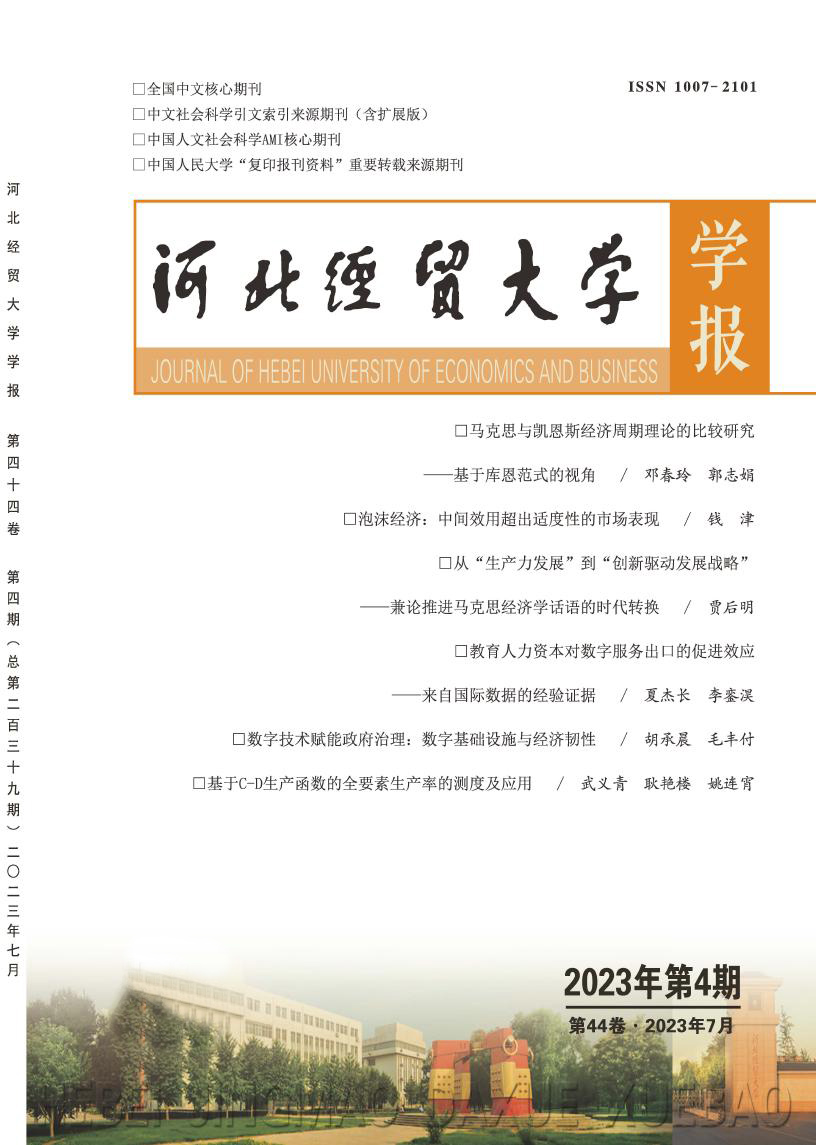 □全国中文核心期刊
□中文社会科学引文索引来源期刊（含扩展版）
□中国人文社会科学AMI核心期刊
□中国人民大学“复印报刊资料”重要转载来源期刊
ISSN 1007-2101
河北經貿大学
学报
JOURNAL OF HEBEI UNIVERSITY OF ECONOMICS AND BUSINESS
□马克思与凯恩斯经济周期理论的比较研究
——基于库恩范式的视角 / 邓春玲 郭志娟
□泡沫经济：中间效用超出适度性的市场表现 / 钱 津
□从“生产力发展”到“创新驱动发展战略”
——兼论推进马克思经济学话语的时代转换 / 贾后明
□教育人力资本对数字服务出口的促进效应
——来自国际数据的经验证据 / 夏杰长 李銮淏
□数字技术赋能政府治理：数字基础设施与经济韧性 / 胡承晨 毛丰付
□基于C-D生产函数的全要素生产率的测度及应用 / 武义青 耿艳楼 姚连宵
2023年第4期
第44卷·2023年7月
HEBEI JINGMAO DAXUE XUEBAO
河北经贸大学学报 第四十四卷 第四期（总第二百三十九期）二〇二三年七月